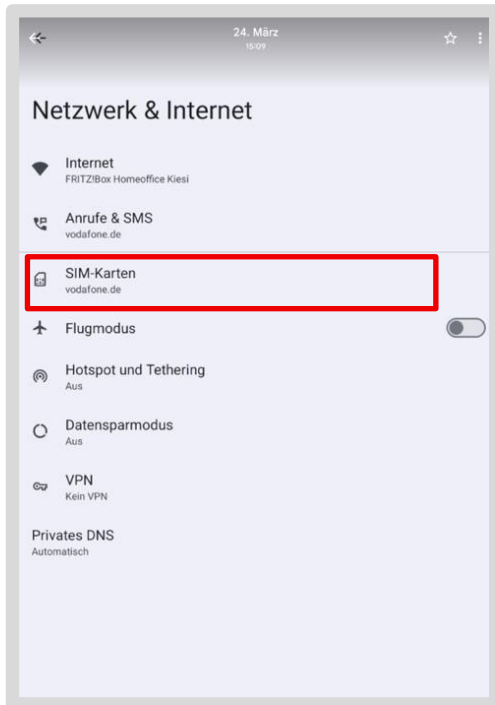 24. März
15:09
Netzwerk & Internet
Internet
FRITZ!Box Homeoffice Kiesi
Anrufe & SMS
vodafone.de
SIM-Karten
vodafone.de
Flugmodus
Hotspot und Tethering
Aus
Datensparmodus
Aus
VPN
Kein VPN
Privates DNS
Automatisch